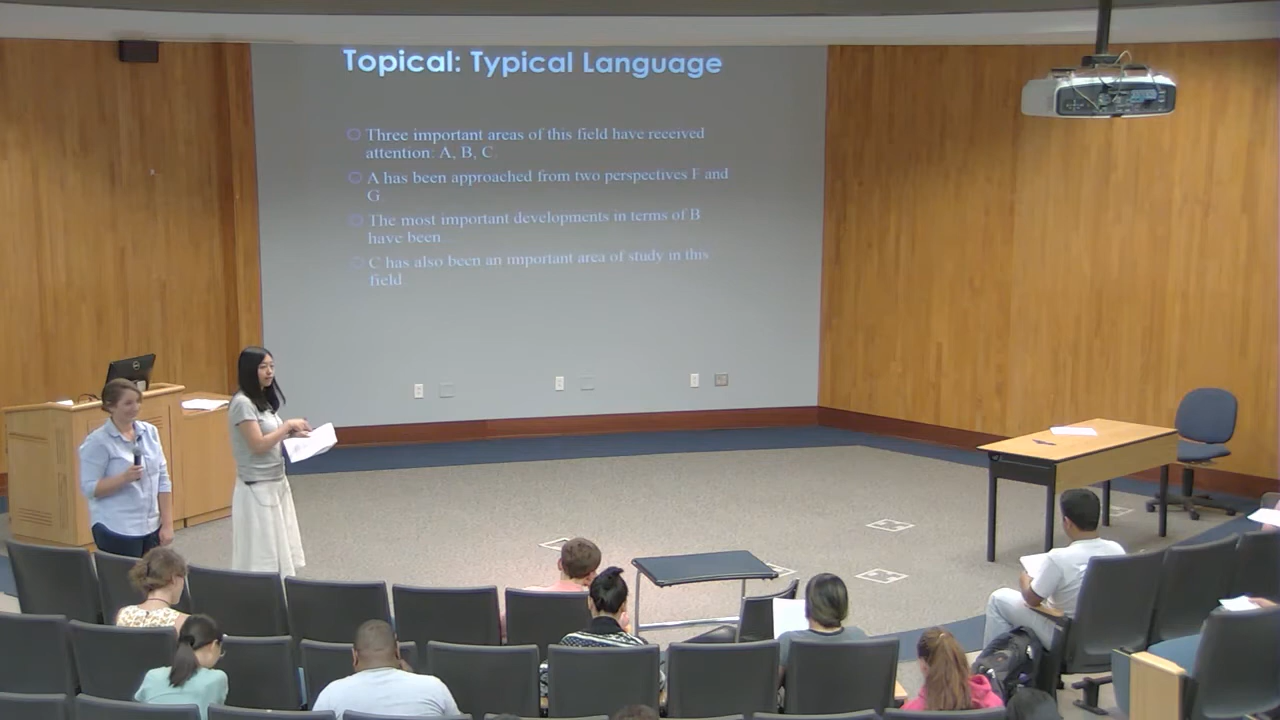 Topical: Typical Language
Three important areas of this field have received
attention: A, B, C
A has been approached from two perspectives F and
G
The most important developments in terms of B
have been
C has also been an important area of study in this
field